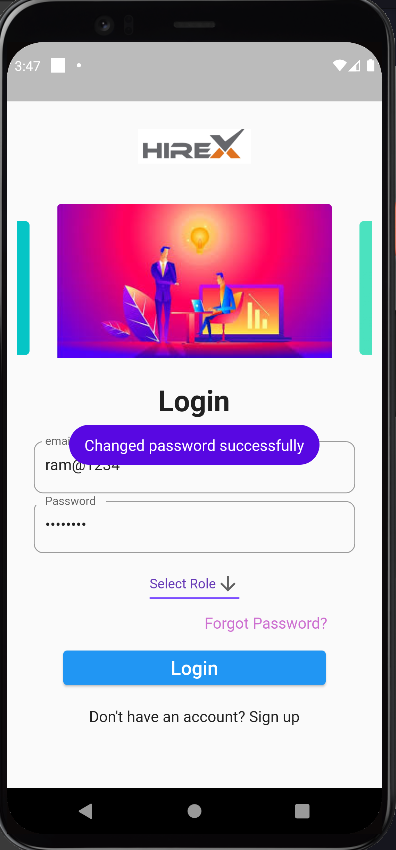 3:47
HIREX
Login
email
Changed password successfully
ram@1234
Password
••••••••
Select Role
Forgot Password?
Login
Don't have an account? Sign up